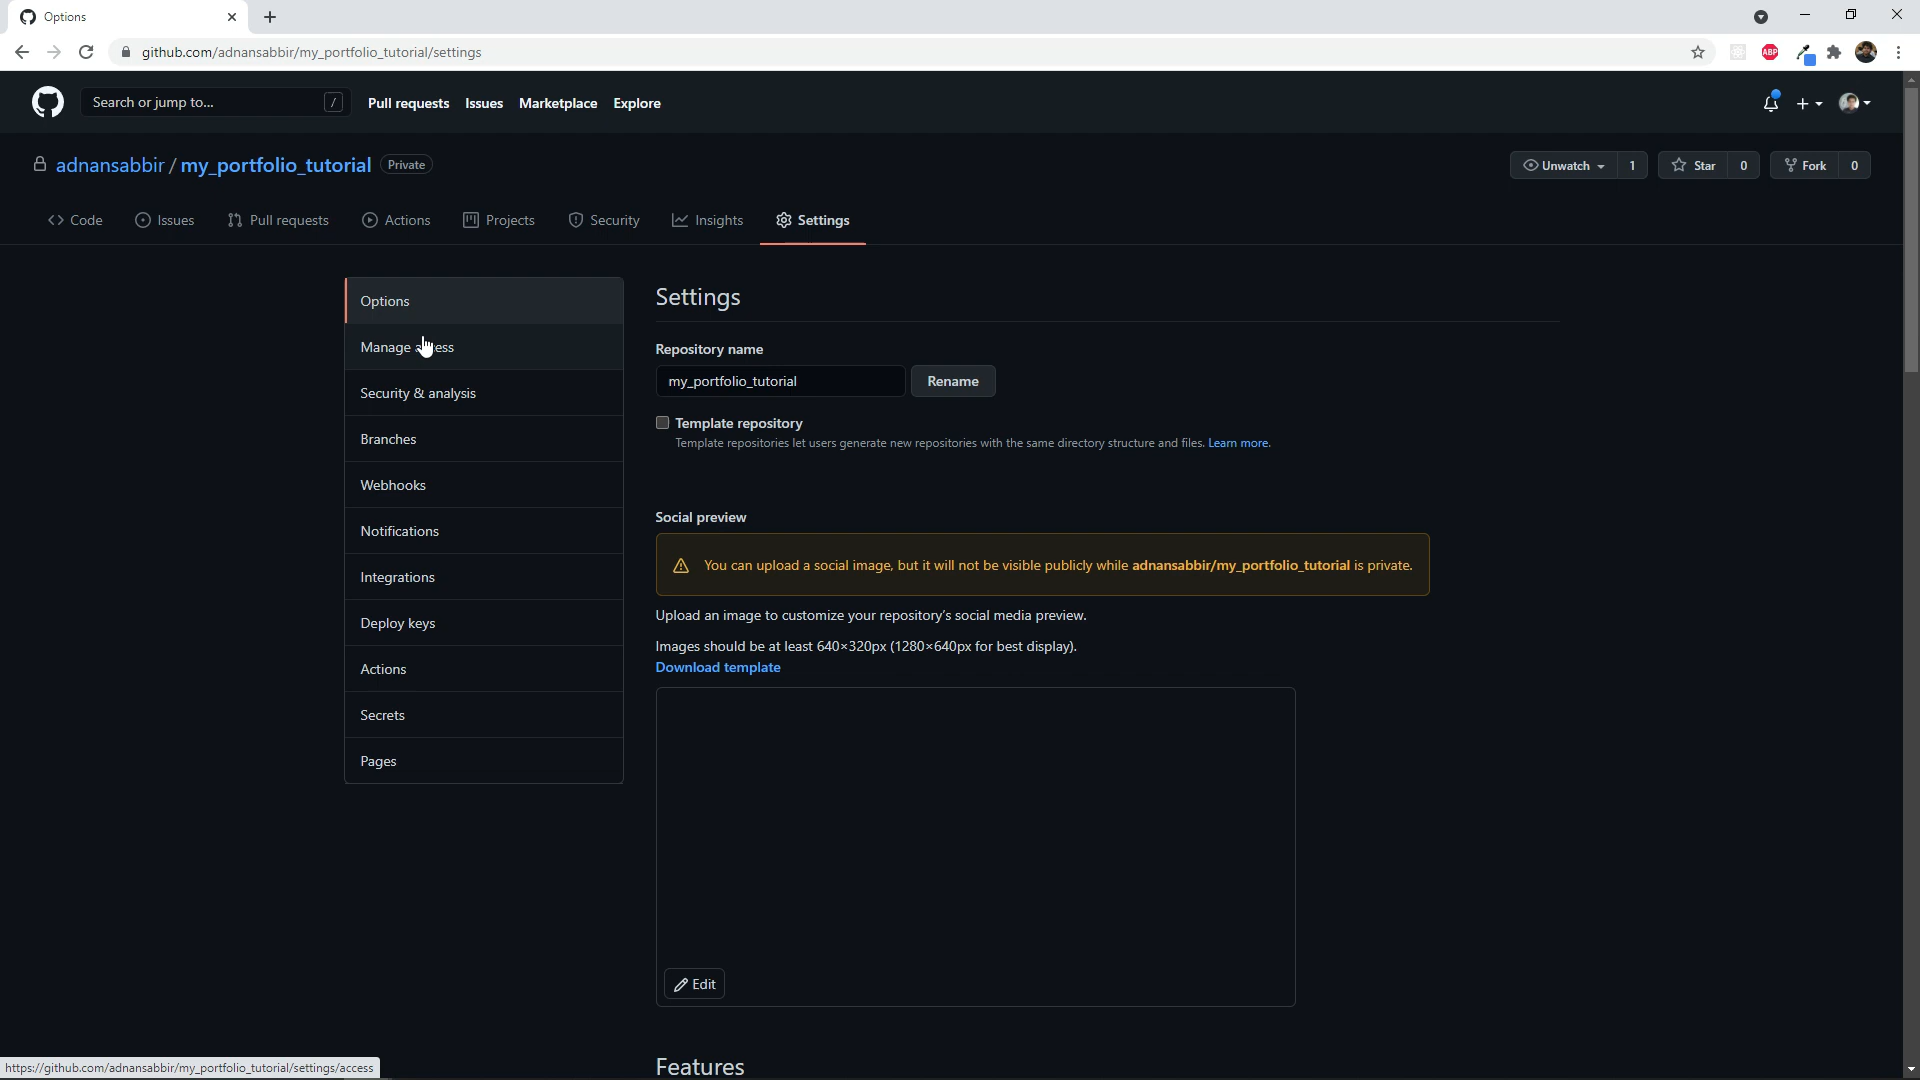 Options
github.com/adnansabbir/my_portfolio_tutorial/settings
ABP
Search or jump to...
/
Pull requests
Issues
Marketplace
Explore
adnansabbir / my_portfolio_tutorial
Private
Unwatch
1
Star
0
Fork
0
Code
Issues
Pull requests
Actions
Projects
Security
Insights
Settings
Options
Manage
Security & analysis
Branches
Webhooks
Notifications
Integrations
Deploy keys
Actions
Secrets
Pages
Settings
Repository name
my_portfolio_tutorial
Rename
Template repository
Template repositories let users generate new repositories with the same directory structure and files. Learn more.
Social preview
You can upload a social image, but it will not be visible publicly while adnansabbir/my_portfolio_tutorial is private.
Upload an image to customize your repository's social media preview.
Images should be at least 640×320px (1280×640px for best display).
Download template
Edit
Features
https://github.com/adnansabbir/my_portfolio_tutorial/settings/access